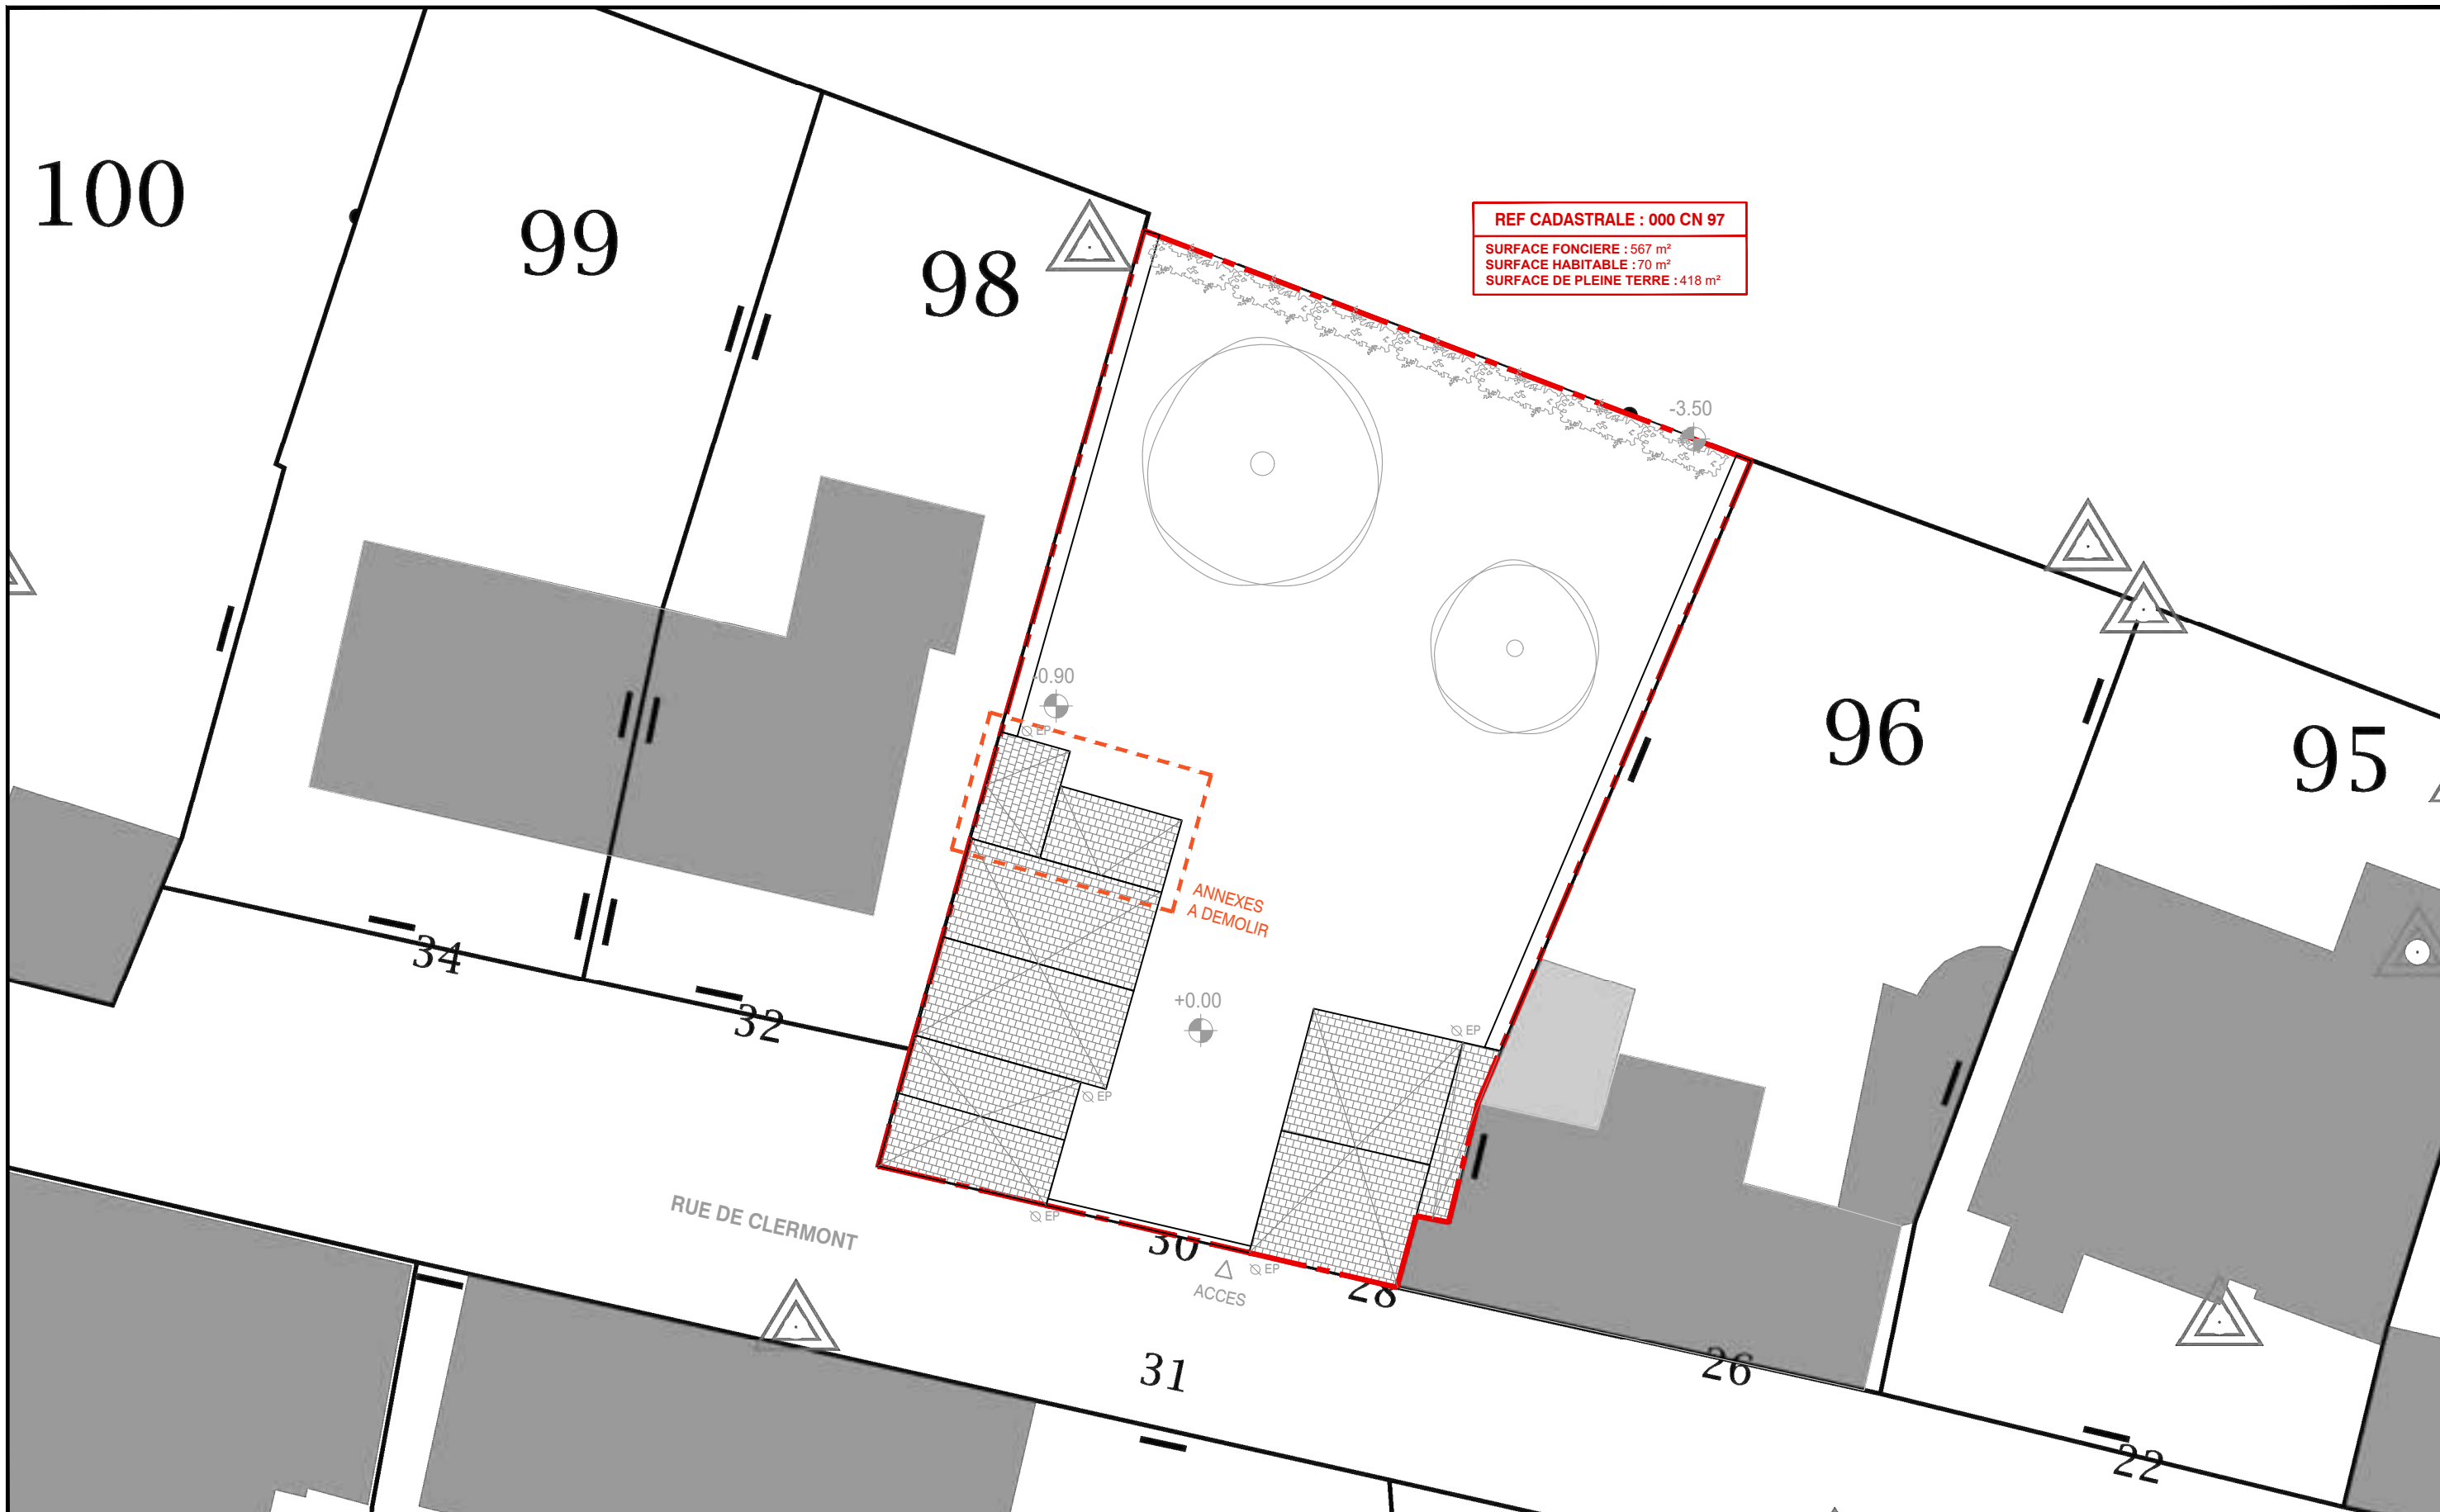 100
99
98
REF CADASTRALE : 000 CN 97
SURFACE FONCIERE : 567 m²
SURFACE HABITABLE : 70 m²
SURFACE DE PLEINE TERRE : 418 m²
-3.50
-0.90
EP
96
95
ANNEXES
A DEMOLIR
34
32
+0.00
EP
EP
RUE DE CLERMONT
EP
30
EP
ACCES
28
31
26
22